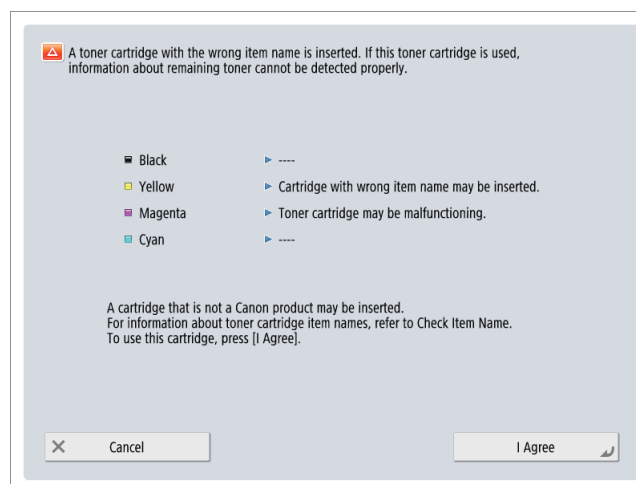 A toner cartridge with the wrong item name is inserted. If this toner cartridge is used,
information about remaining toner cannot be detected properly.
Black ----
Yellow Cartridge with wrong item name may be inserted.
Magenta Toner cartridge may be malfunctioning.
Cyan ----
A cartridge that is not a Canon product may be inserted.
For information about toner cartridge item names, refer to Check Item Name.
To use this cartridge, press [I Agree].
Cancel I Agree